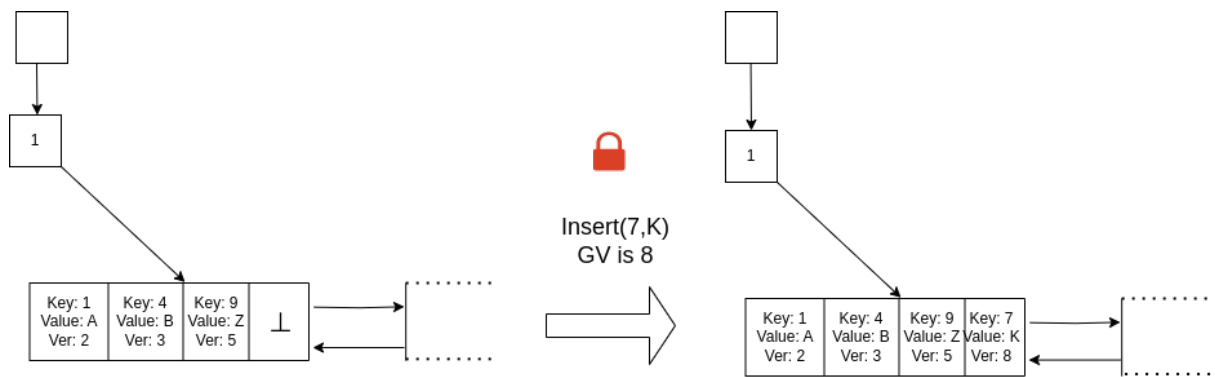 1
Key: 1
Value: A
Ver: 2
Key: 4
Value: B
Ver: 3
Key: 9
Value: Z
Ver: 5
⊥
Insert(7,K)
GV is 8
1
Key: 1
Value: A
Ver: 2
Key: 4
Value: B
Ver: 3
Key: 9
Value: Z
Ver: 5
Key: 7
Value: K
Ver: 8